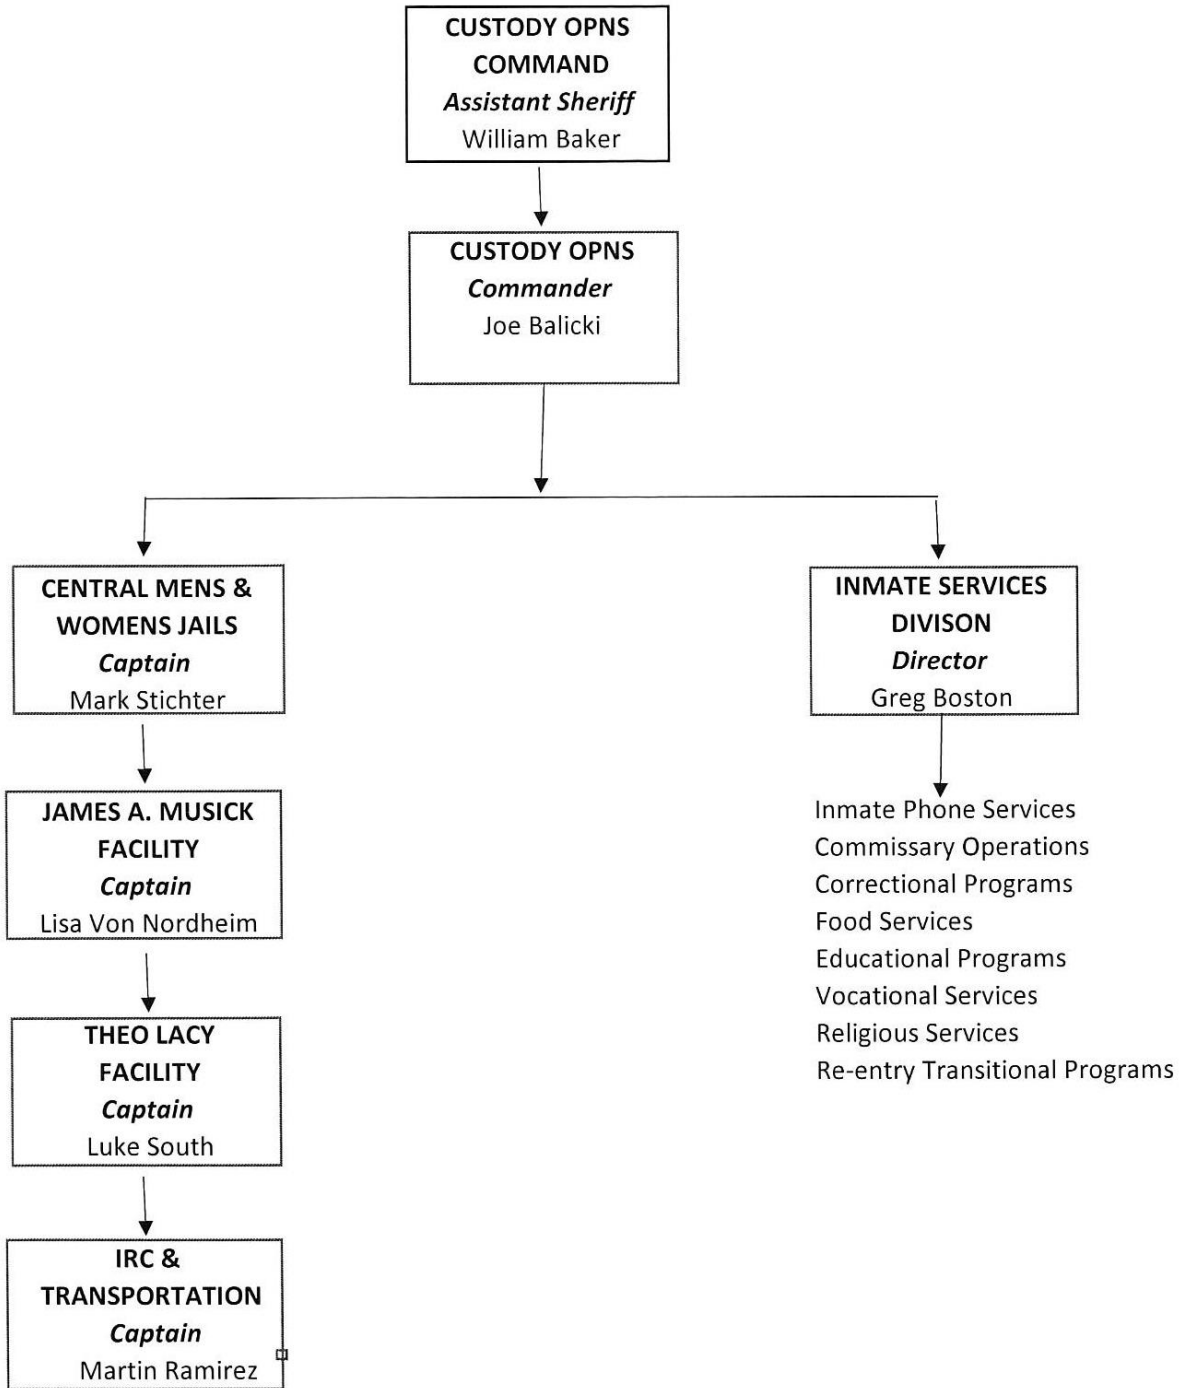 CUSTODY OPNS
COMMAND
Assistant Sheriff
William Baker
CUSTODY OPNS
Commander
Joe Balicki
CENTRAL MENS &
WOMENS JAILS
Captain
Mark Stichter
INMATE SERVICES
DIVISON
Director
Greg Boston
JAMES A. MUSICK
FACILITY
Captain
Lisa Von Nordheim
Inmate Phone Services
Commissary Operations
Correctional Programs
Food Services
Educational Programs
Vocational Services
Religious Services
Re-entry Transitional Programs
THEO LACY
FACILITY
Captain
Luke South
IRC &
TRANSPORTATION
Captain
Martin Ramirez